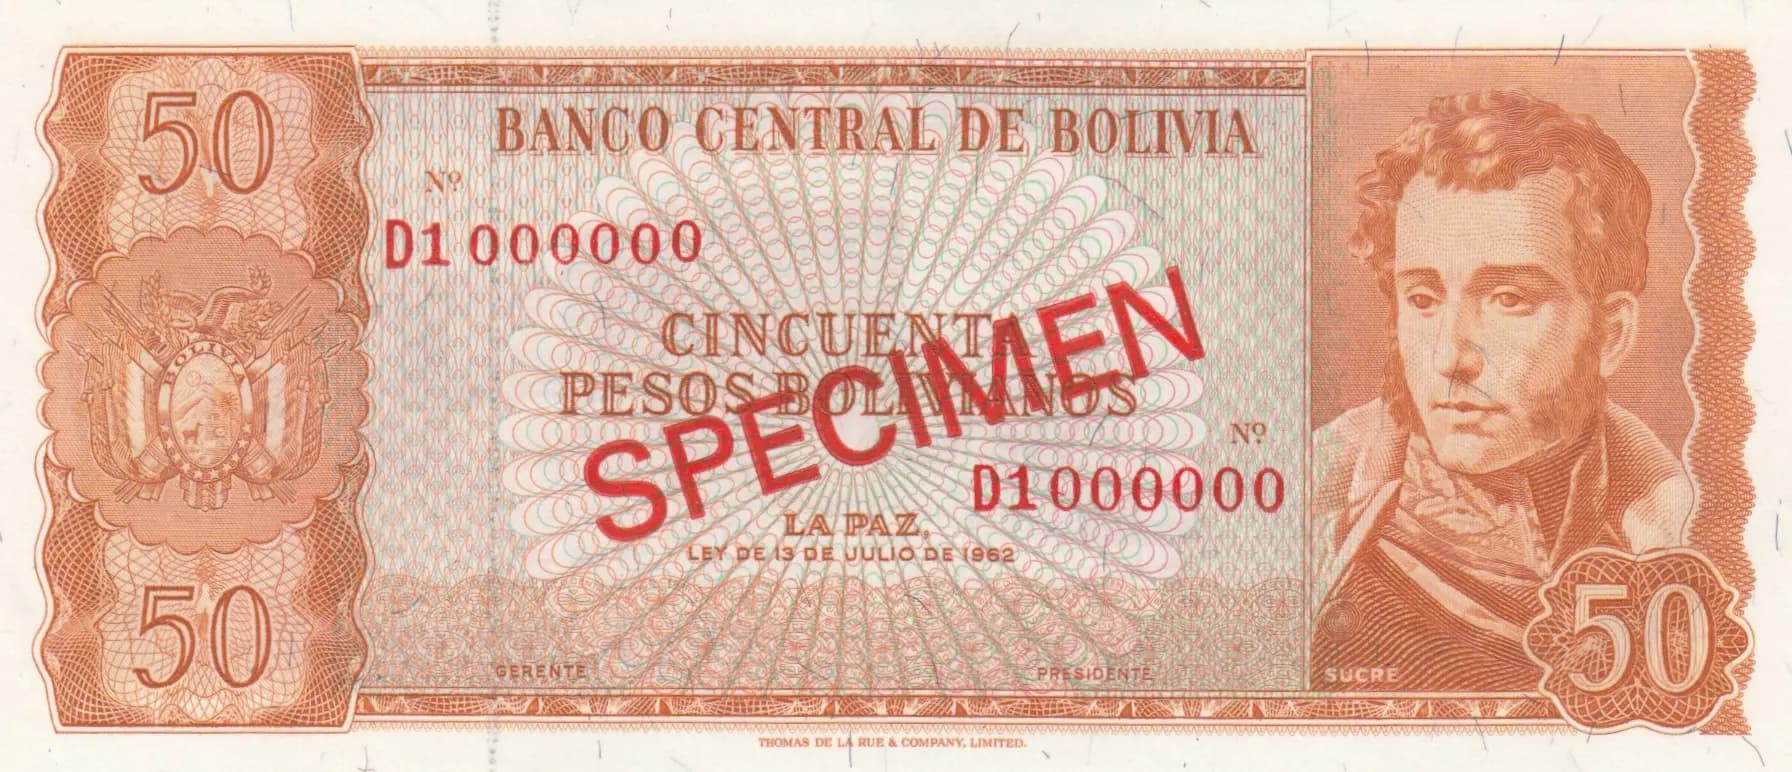 50
BANCO CENTRAL DE BOLIVIA
Nº
D1 000000
BOLIVIA
CINCUENTA
PESOS BOLIVIANOS
SPECIMEN
Nº
D1000000
LA PAZ,
LEY DE 13 DE JULIO DE 1962
50
GERENTE
PRESIDENTE
SUCRE
50
THOMAS DE LA RUE & COMPANY, LIMITED.